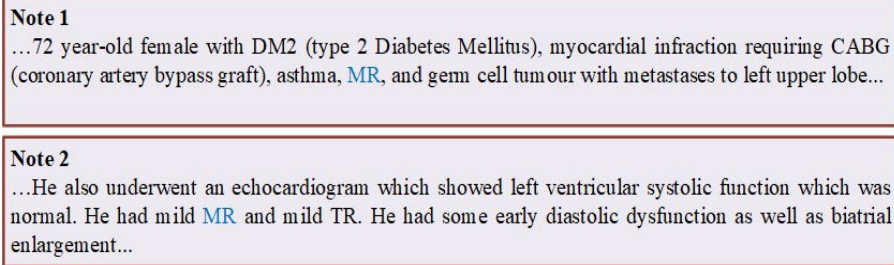 Note 1
…72 year-old female with DM2 (type 2 Diabetes Mellitus), myocardial infraction requiring CABG
(coronary artery bypass graft), asthma, MR, and germ cell tumour with metastases to left upper lobe...
Note 2
…He also underwent an echocardiogram which showed left ventricular systolic function which was
normal. He had mild MR and mild TR. He had some early diastolic dysfunction as well as biatrial
enlargement...